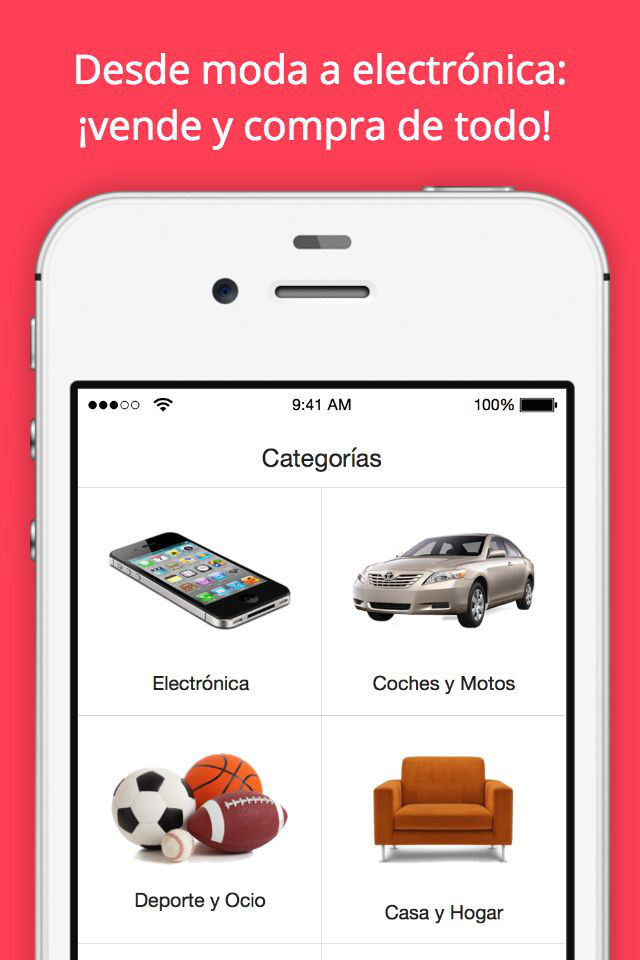 Desde moda a electrónica:
¡vende y compra de todo!
9:41 AM
100%
Categorías
Electrónica
Coches y Motos
Deporte y Ocio
Casa y Hogar